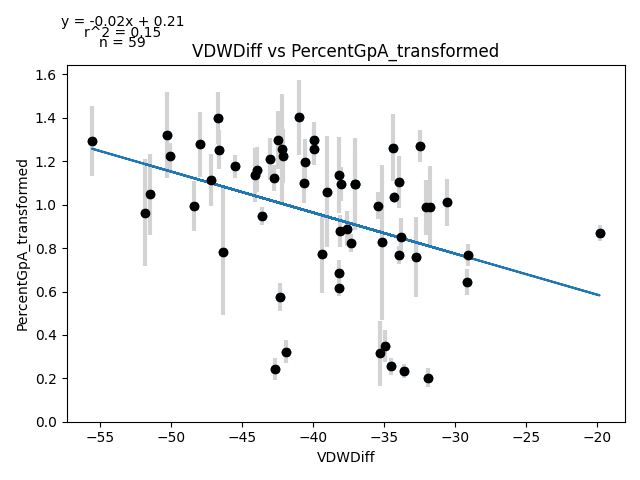 y = -0.02x + 0.21
r^2 = 0.15
n = 59
VDWDiff vs PercentGpA_transformed
PercentGpA_transformed
1.6
1.4
1.2
1.0
0.8
0.6
0.4
0.2
0.0
−55
−50
−45
−40
−35
−30
−25
−20
VDWDiff